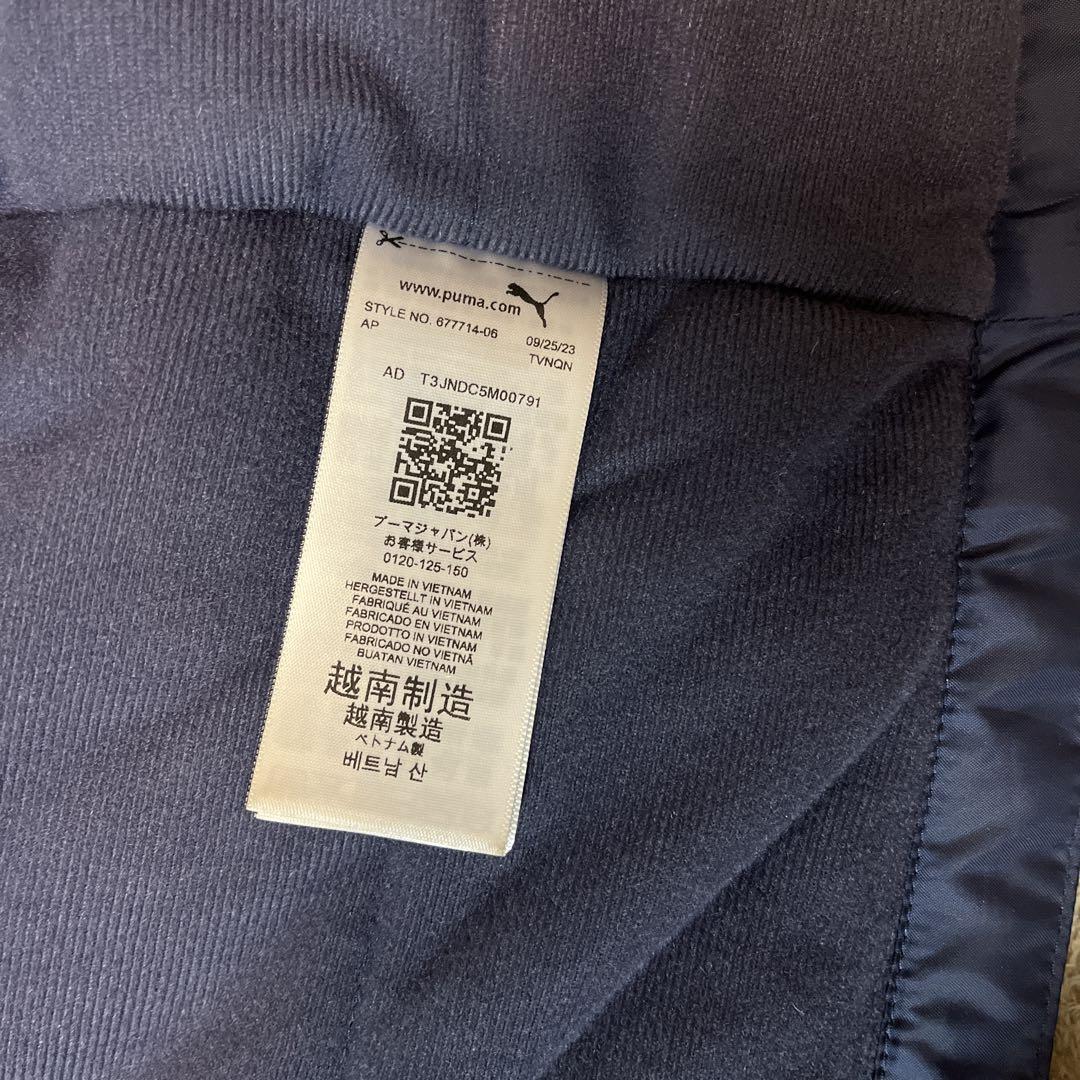 www.puma.com
STYLE NO. 677714-06 09/25/23
AP TVNQN
AD T3JNDC5M00791
プーマジャパン(株)
お客様サービス
0120-125-150
MADE IN VIETNAM
HERGESTELLT IN VIETNAM
FABRIQUÉ AU VIETNAM
FABRICADO EN VIETNAM
PRODOTTO IN VIETNAM
FABRICADO NO VIETNÃ
BUATAN VIETNAM
越南制造
越南製造
ベトナム製
베트남 산